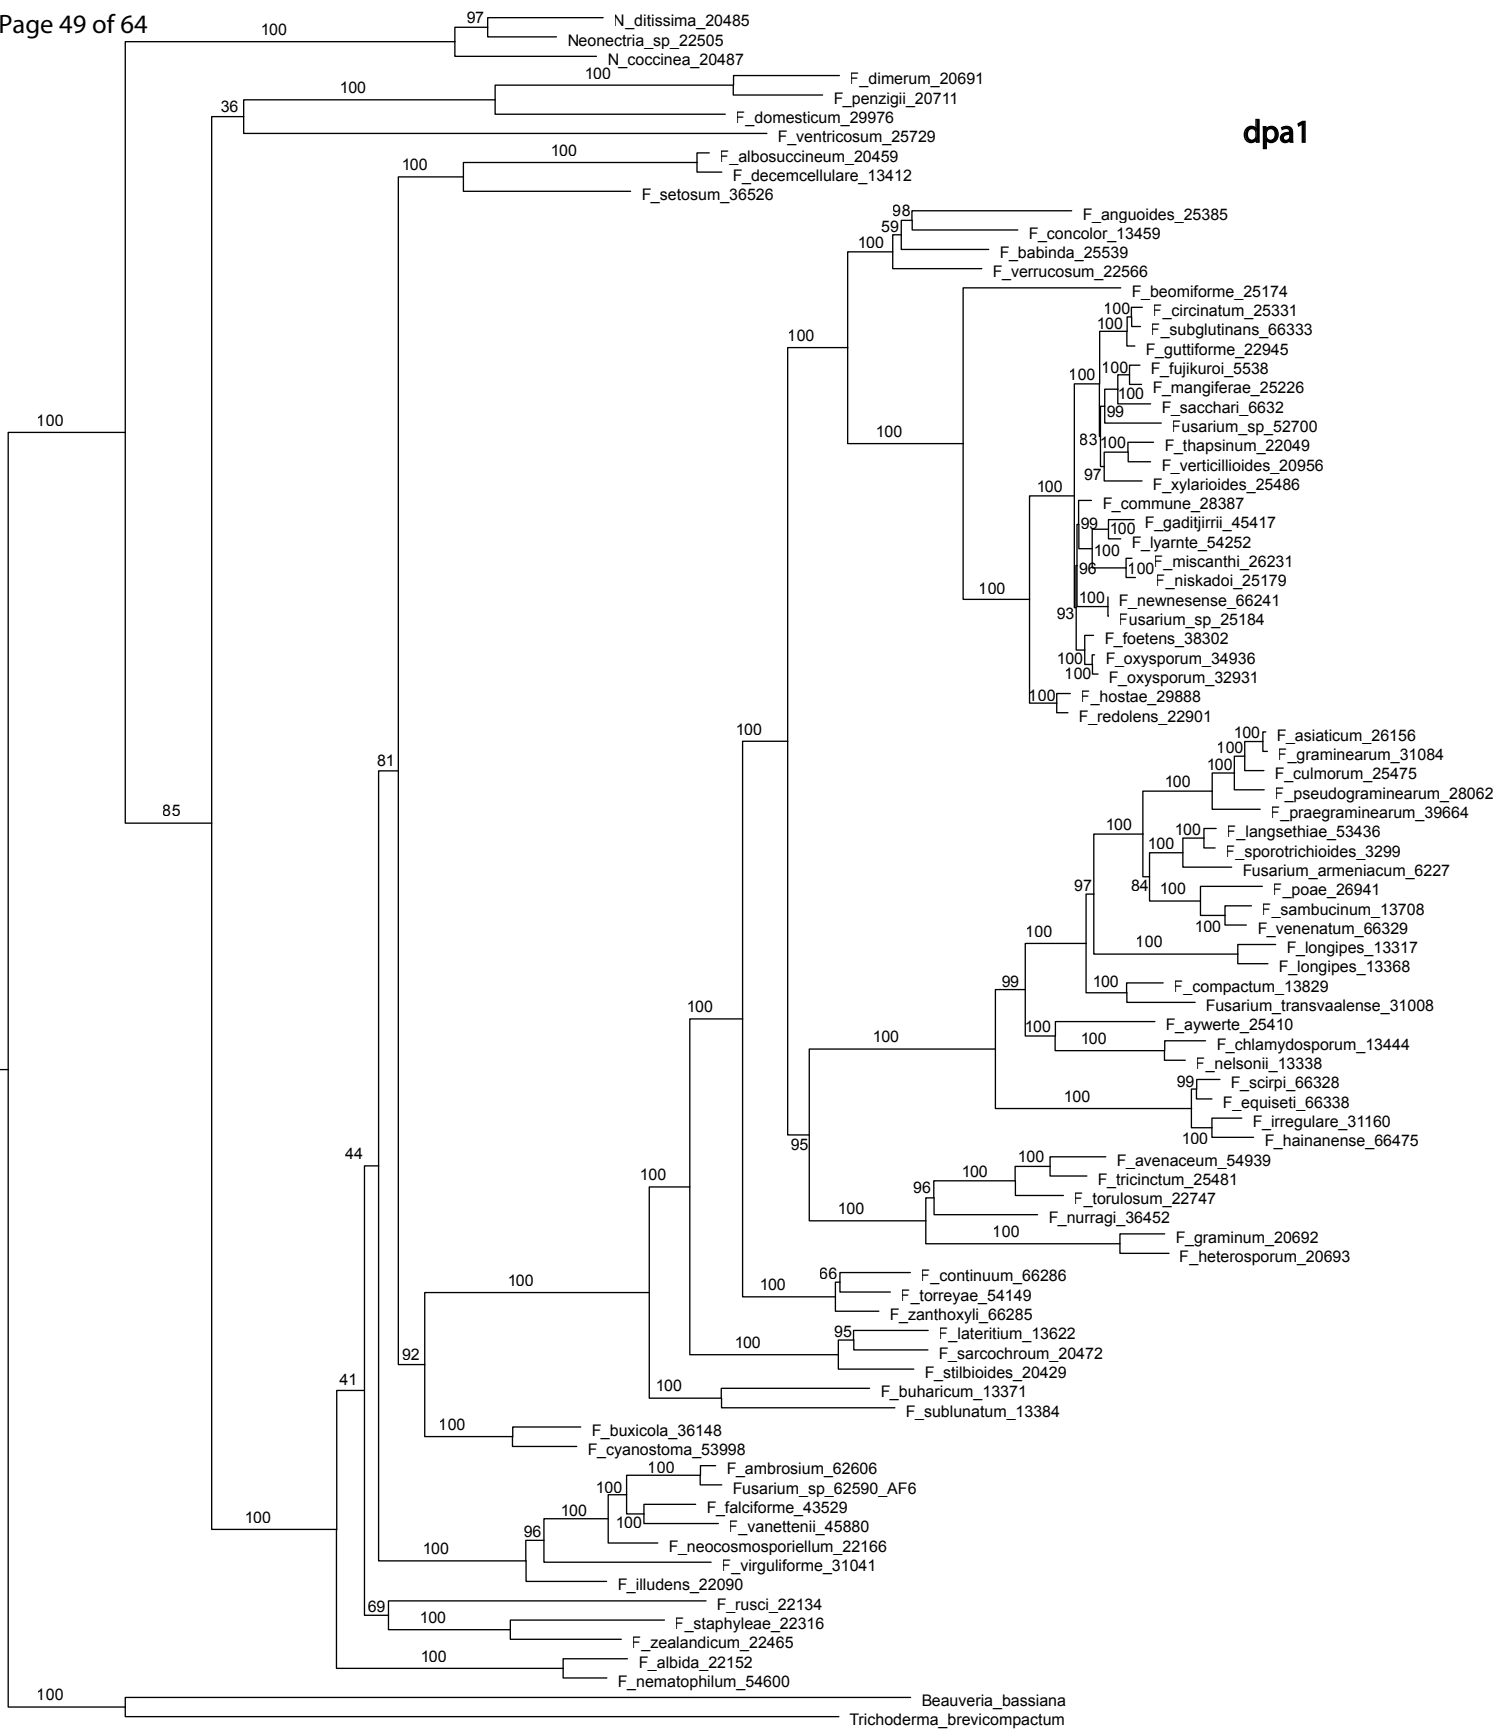 Page 49 of 64
97
N_ditissima_20485
100
Neonectria_sp_22505
N_coccinea_20487
100
F_dimerum_20691
100
F_penzigii_20711
36
F_domesticum_29976
dpa1
F_ventricosum_25729
100
F_albosuccineum_20459
100
F_decemcellulare_13412
F_setosum_36526
98
F_anguoides_25385
59
F_concolor_13459
100
F_babinda_25539
F_verrucosum_22566
F_beomiforme_25174
100
F_circinatum_25331
100
F_subglutinans_66333
100
F_guttiforme_22945
100
F_fujikuroi_5538
100
F_mangiferae_25226
100
F_sacchari_6632
99
100
Fusarium_sp_52700
100
83
100
F_thapsinum_22049
F_verticillioides_20956
97
F_xylarioides_25486
100
F_commune_28387
99
100
F_gaditjirrii_45417
F_lyarnte_54252
100
F_miscanthi_26231
96
100
F_niskadoi_25179
100
100
F_newnesense_66241
93
Fusarium_sp_25184
F_foetens_38302
100
F_oxysporum_34936
100
F_oxysporum_32931
100
F_hostae_29888
F_redolens_22901
100
100
F_asiaticum_26156
100
F_graminearum_31084
81
100
F_culmorum_25475
100
F_pseudograminearum_28062
85
F_praegraminearum_39664
100
100
F_langsethiae_53436
100
F_sporotrichioides_3299
Fusarium_armeniacum_6227
97
84
100
F_poae_26941
F_sambucinum_13708
100
F_venenatum_66329
100
100
F_longipes_13317
F_longipes_13368
99
100
F_compactum_13829
100
Fusarium_transvaalense_31008
100
F_aywerte_25410
100
100
F_chlamydosporum_13444
F_nelsonii_13338
99
F_scirpi_66328
100
F_equiseti_66338
F_irregulare_31160
95
100
F_hainanense_66475
44
100
F_avenaceum_54939
100
100
F_tricinctum_25481
96
F_torulosum_22747
100
F_nurragi_36452
100
F_graminum_20692
F_heterosporum_20693
66
F_continuum_66286
100
100
F_torreyae_54149
F_zanthoxyli_66285
95
F_lateritium_13622
92
100
F_sarcochroum_20472
41
F_stilbioides_20429
100
F_buharicum_13371
F_sublunatum_13384
100
F_buxicola_36148
F_cyanostoma_53998
100
F_ambrosium_62606
100
Fusarium_sp_62590_AF6
100
100
F_falciforme_43529
100
F_vanettenii_45880
96
F_neocosmosporiellum_22166
100
F_virguliforme_31041
F_illudens_22090
69
F_rusci_22134
100
F_staphyleae_22316
F_zealandicum_22465
100
F_albida_22152
F_nematophilum_54600
100
Beauveria_bassiana
Trichoderma_brevicompactum